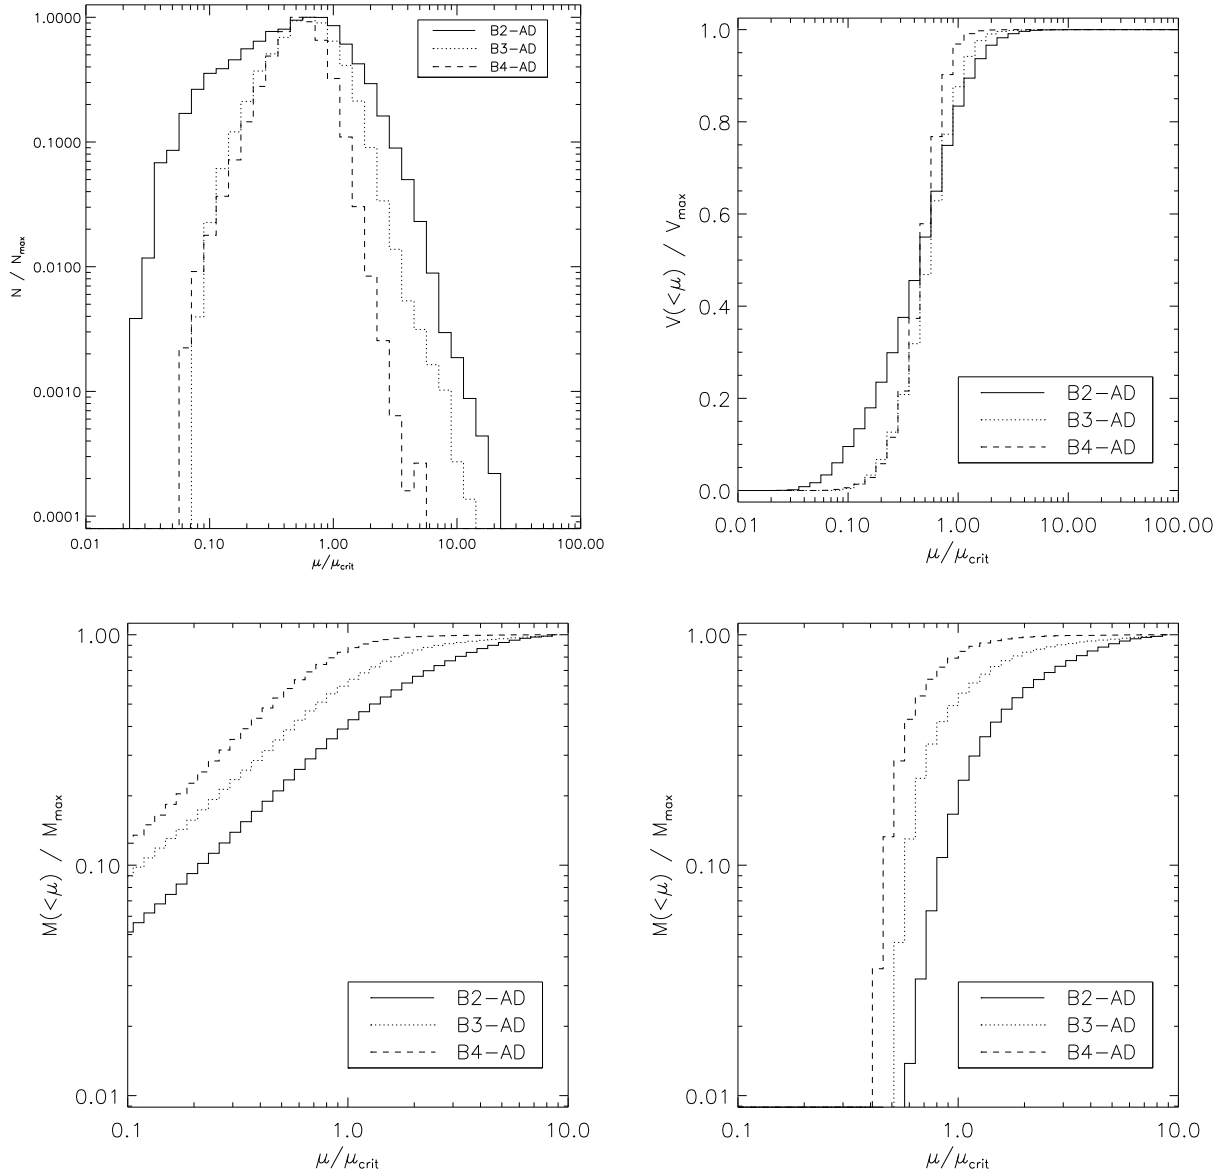 1.0000
0.1000
0.0100
0.0010
0.0001
N / N_max
B2-AD
B3-AD
B4-AD
0.01 0.10 1.00 10.00 100.00
μ/μ_crit
1.0
0.8
0.6
0.4
0.2
0.0
V(<μ) / V_max
B2-AD
B3-AD
B4-AD
0.01 0.10 1.00 10.00 100.00
μ/μ_crit
1.00
0.10
0.01
M(<μ) / M_max
B2-AD
B3-AD
B4-AD
0.1 1.0 10.0
μ/μ_crit
1.00
0.10
0.01
M(<μ) / M_max
B2-AD
B3-AD
B4-AD
0.1 1.0 10.0
μ/μ_crit